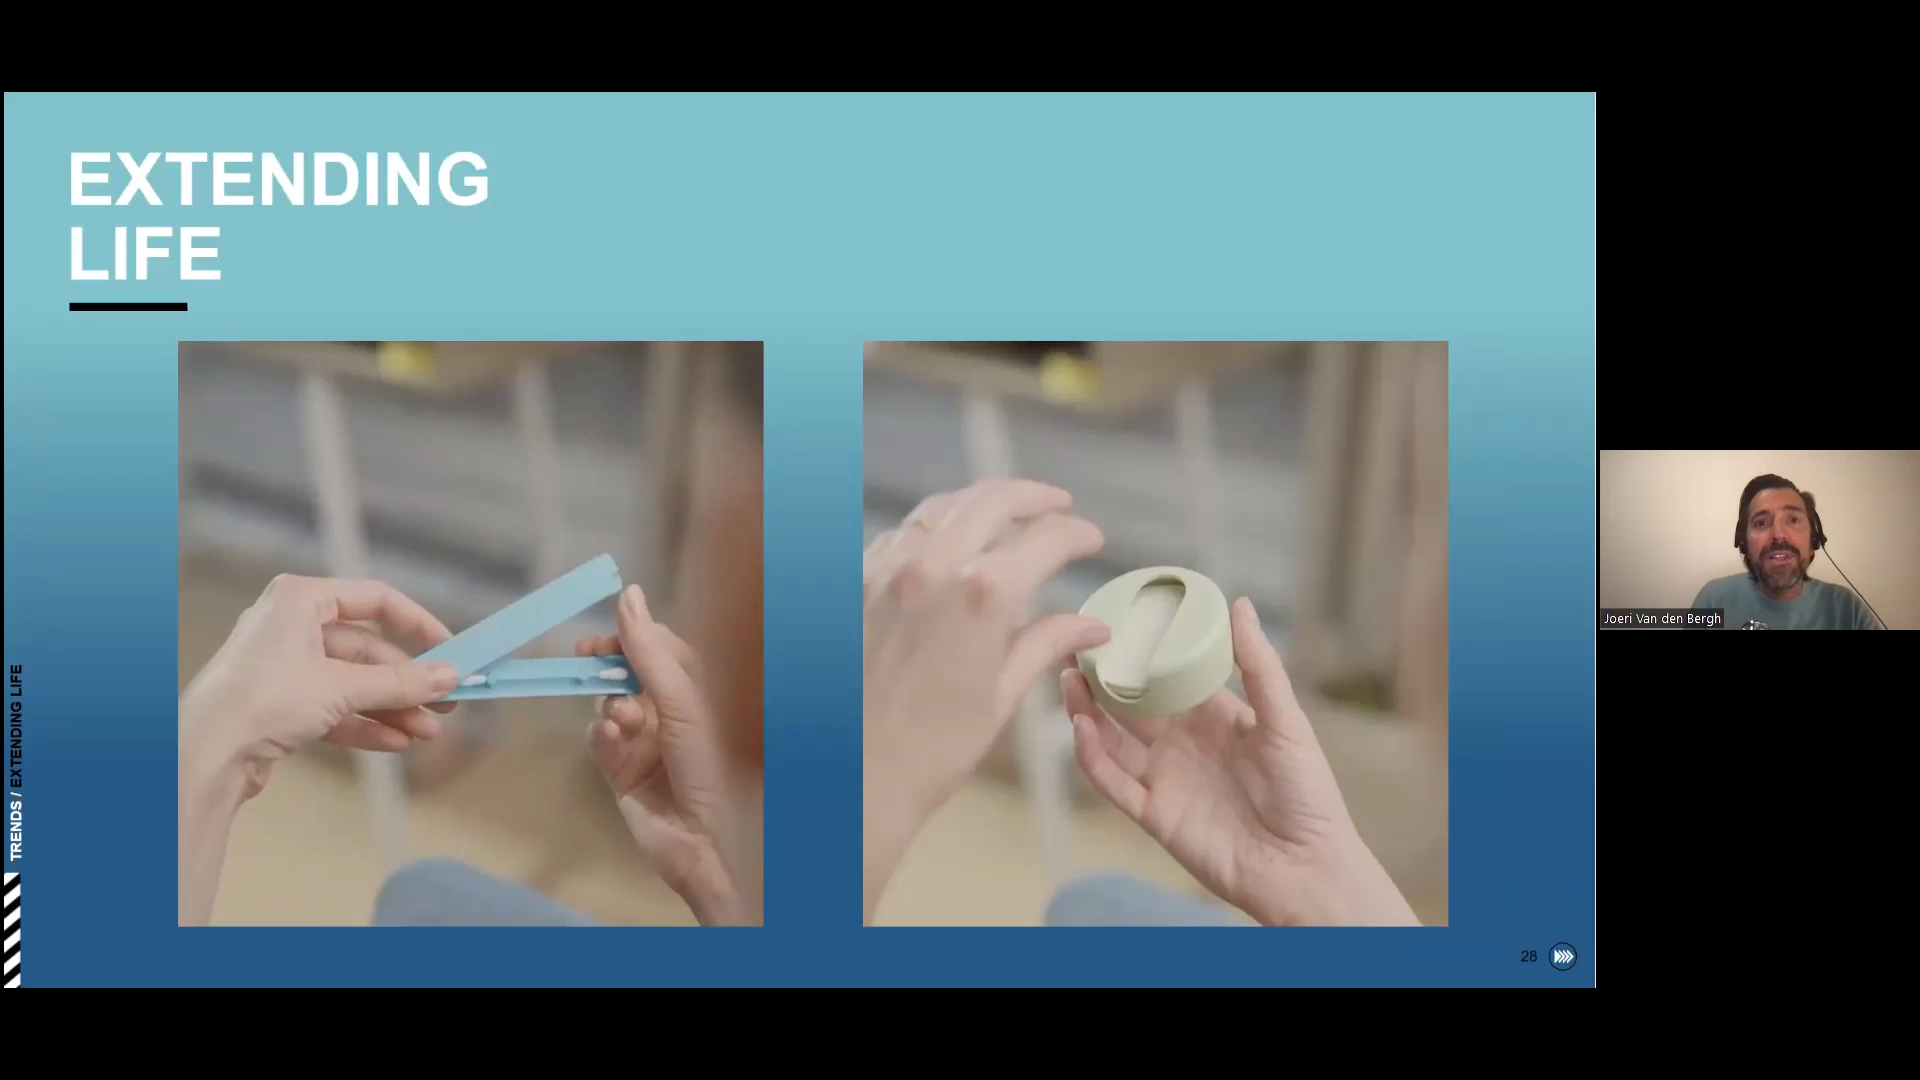 EXTENDING
LIFE
TRENDS / EXTENDING LIFE
28
Joeri Van den Bergh